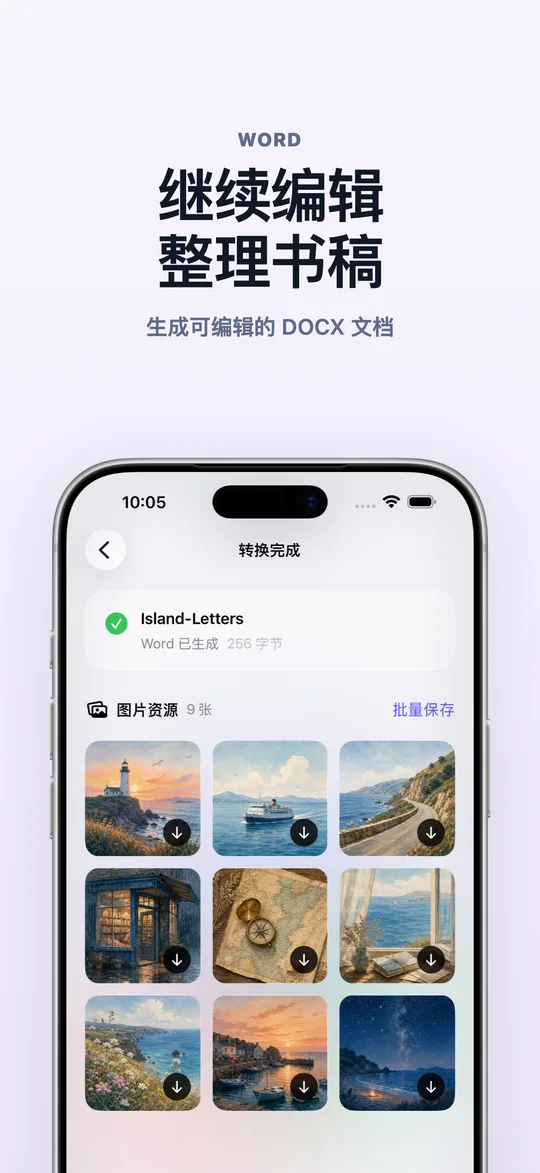 WORD
继续编辑
整理书稿
生成可编辑的 DOCX 文档
10:05
转换完成
Island-Letters
Word 已生成 256 字节
图片资源 9 张
批量保存